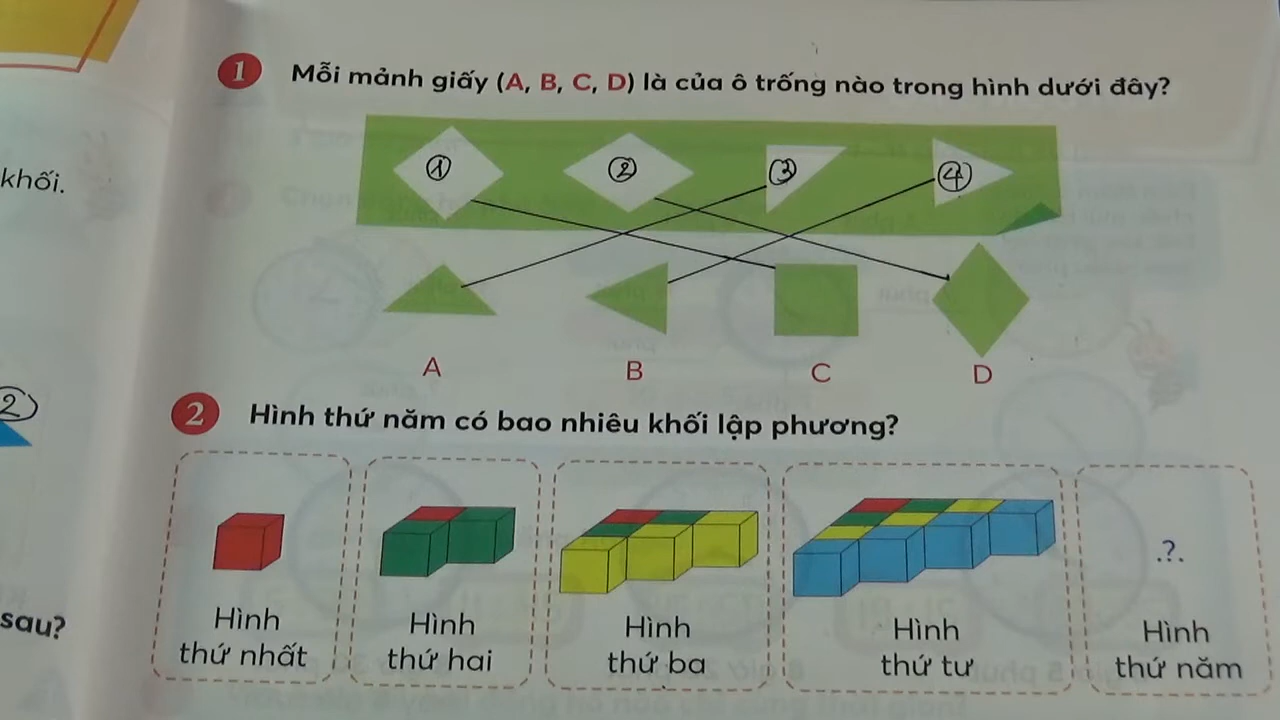 1 Mỗi mảnh giấy (A, B, C, D) là của ô trống nào trong hình dưới đây?
khối.
1 2 3 4
A B C D
2
2 Hình thứ năm có bao nhiêu khối lập phương?
.?.
sau?
Hình thứ nhất
Hình thứ hai
Hình thứ ba
Hình thứ tư
Hình thứ năm